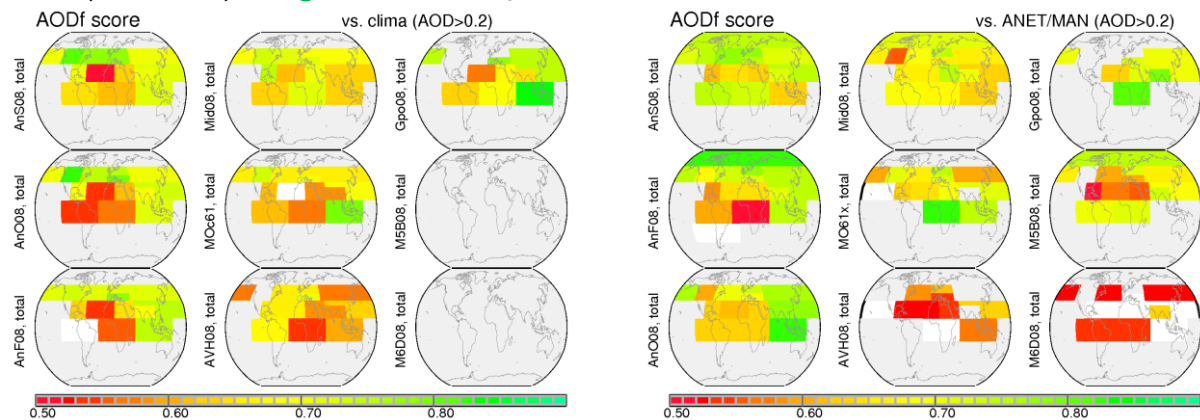 AODf score
vs. clima (AOD>0.2)
AnS08, total
Mid08, total
Gpo08, total
AnO08, total
MOc61, total
M5B08, total
AnF08, total
AVH08, total
M6D08, total
0.50 0.60 0.70 0.80
AODf score
vs. ANET/MAN (AOD>0.2)
AnS08, total
Mid08, total
Gpo08, total
AnF08, total
MO61x, total
M5B08, total
AnO08, total
AVH08, total
M6D08, total
0.50 0.60 0.70 0.80